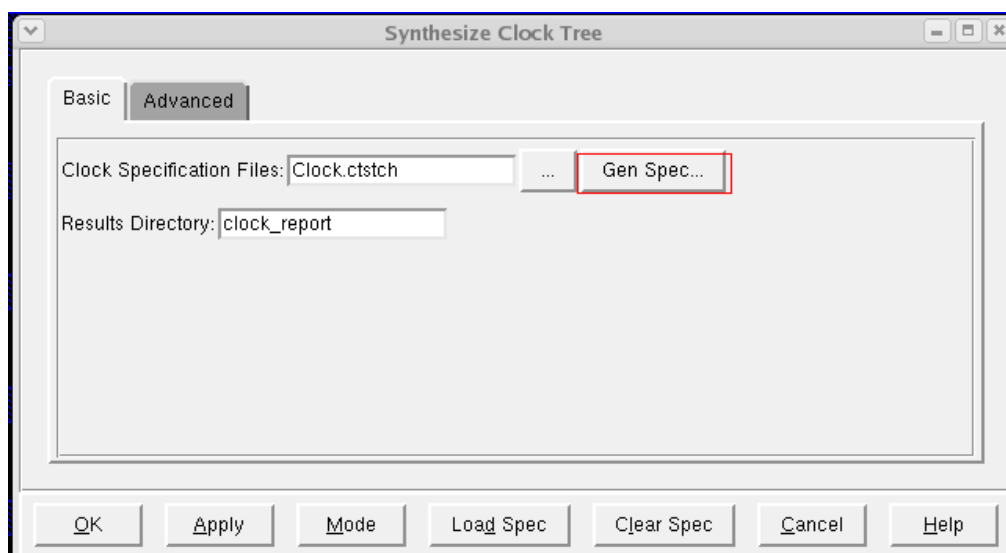 Synthesize Clock Tree
Basic Advanced
Clock Specification Files: Clock.ctstch ... Gen Spec...
Results Directory: clock_report
OK Apply Mode Load Spec Clear Spec Cancel Help